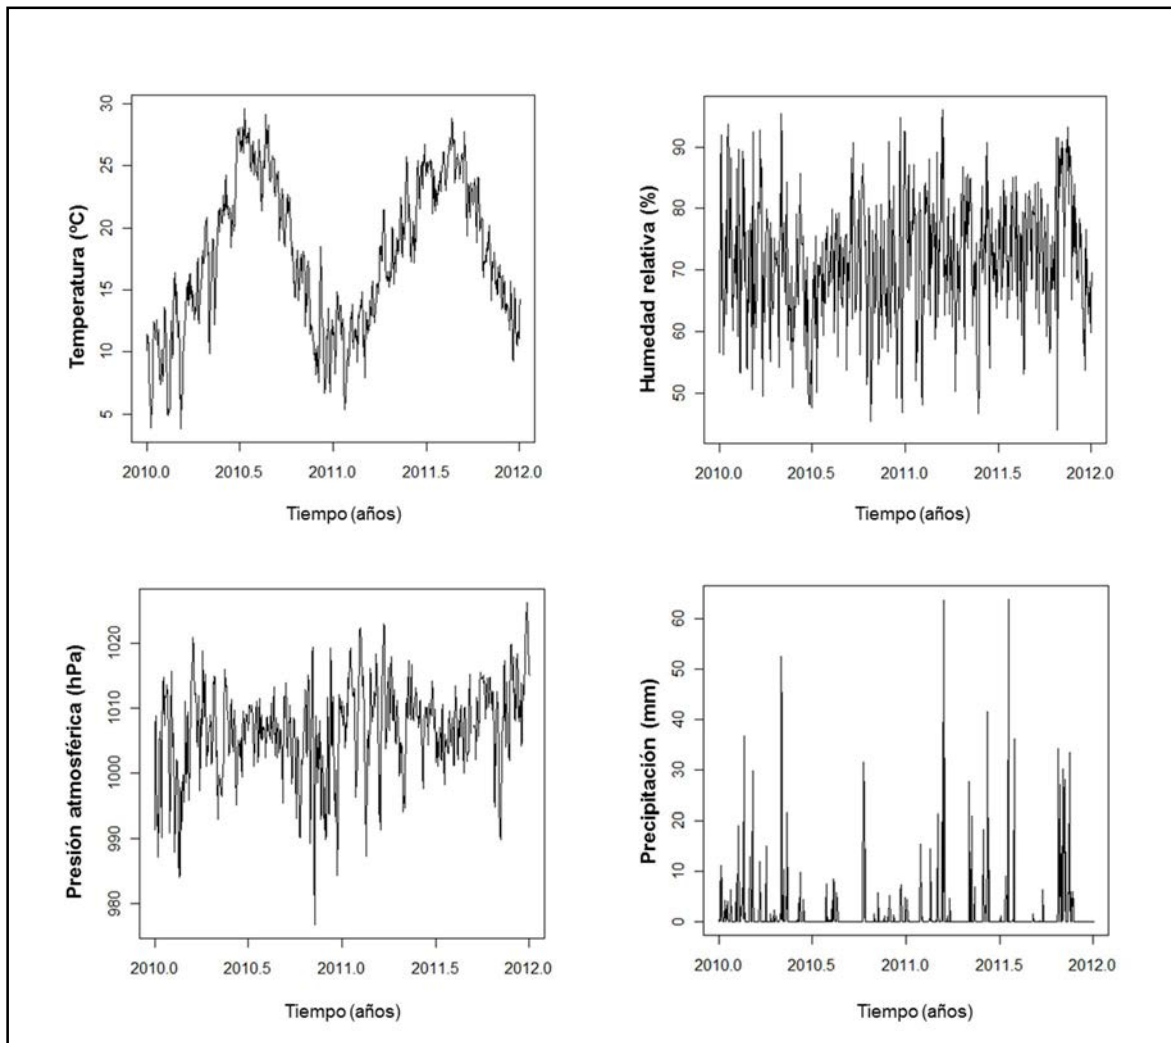 Temperatura (ºC)
30
25
20
15
10
5
2010.0 2010.5 2011.0 2011.5 2012.0
Tiempo (años)
Humedad relativa (%)
90
80
70
60
50
2010.0 2010.5 2011.0 2011.5 2012.0
Tiempo (años)
Presión atmosférica (hPa)
1020
1010
1000
990
980
2010.0 2010.5 2011.0 2011.5 2012.0
Tiempo (años)
Precipitación (mm)
60
50
40
30
20
10
0
2010.0 2010.5 2011.0 2011.5 2012.0
Tiempo (años)